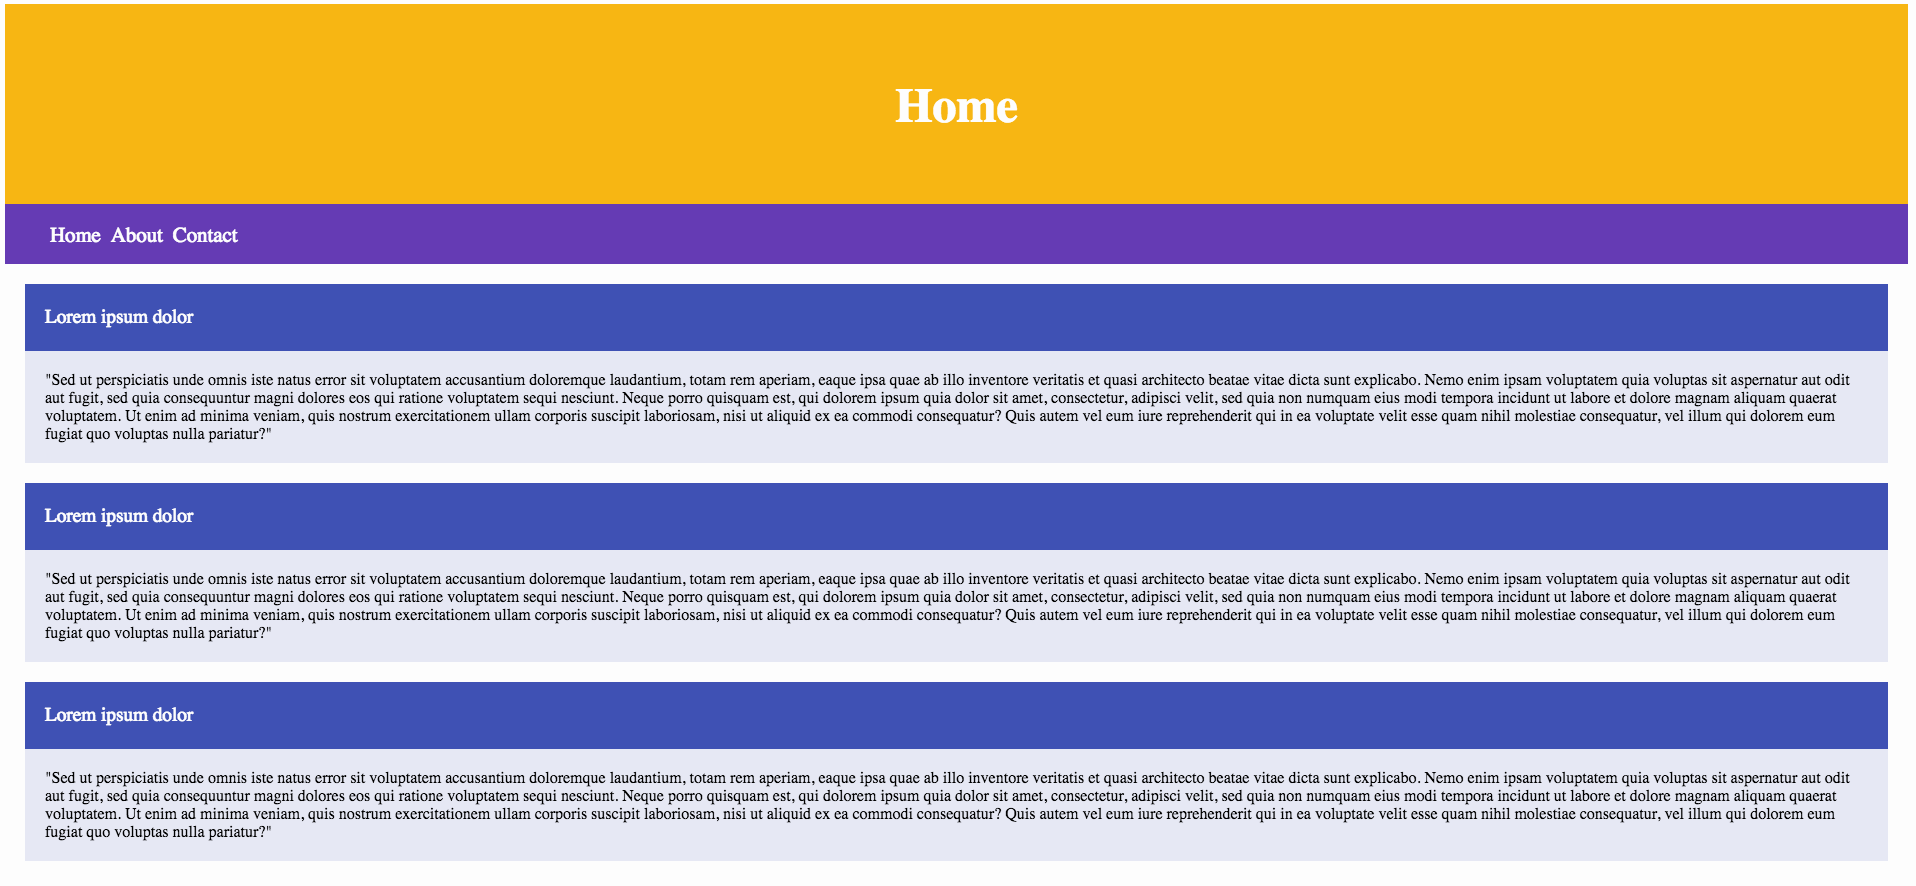 Home
Home About Contact
Lorem ipsum dolor
"Sed ut perspiciatis unde omnis iste natus error sit voluptatem accusantium doloremque laudantium, totam rem aperiam, eaque ipsa quae ab illo inventore veritatis et quasi architecto beatae vitae dicta sunt explicabo. Nemo enim ipsam voluptatem quia voluptas sit aspernatur aut odit
aut fugit, sed quia consequuntur magni dolores eos qui ratione voluptatem sequi nesciunt. Neque porro quisquam est, qui dolorem ipsum quia dolor sit amet, consectetur, adipisci velit, sed quia non numquam eius modi tempora incidunt ut labore et dolore magnam aliquam quaerat
voluptatem. Ut enim ad minima veniam, quis nostrum exercitationem ullam corporis suscipit laboriosam, nisi ut aliquid ex ea commodi consequatur? Quis autem vel eum iure reprehenderit qui in ea voluptate velit esse quam nihil molestiae consequatur, vel illum qui dolorem eum
fugiat quo voluptas nulla pariatur?"
Lorem ipsum dolor
"Sed ut perspiciatis unde omnis iste natus error sit voluptatem accusantium doloremque laudantium, totam rem aperiam, eaque ipsa quae ab illo inventore veritatis et quasi architecto beatae vitae dicta sunt explicabo. Nemo enim ipsam voluptatem quia voluptas sit aspernatur aut odit
aut fugit, sed quia consequuntur magni dolores eos qui ratione voluptatem sequi nesciunt. Neque porro quisquam est, qui dolorem ipsum quia dolor sit amet, consectetur, adipisci velit, sed quia non numquam eius modi tempora incidunt ut labore et dolore magnam aliquam quaerat
voluptatem. Ut enim ad minima veniam, quis nostrum exercitationem ullam corporis suscipit laboriosam, nisi ut aliquid ex ea commodi consequatur? Quis autem vel eum iure reprehenderit qui in ea voluptate velit esse quam nihil molestiae consequatur, vel illum qui dolorem eum
fugiat quo voluptas nulla pariatur?"
Lorem ipsum dolor
"Sed ut perspiciatis unde omnis iste natus error sit voluptatem accusantium doloremque laudantium, totam rem aperiam, eaque ipsa quae ab illo inventore veritatis et quasi architecto beatae vitae dicta sunt explicabo. Nemo enim ipsam voluptatem quia voluptas sit aspernatur aut odit
aut fugit, sed quia consequuntur magni dolores eos qui ratione voluptatem sequi nesciunt. Neque porro quisquam est, qui dolorem ipsum quia dolor sit amet, consectetur, adipisci velit, sed quia non numquam eius modi tempora incidunt ut labore et dolore magnam aliquam quaerat
voluptatem. Ut enim ad minima veniam, quis nostrum exercitationem ullam corporis suscipit laboriosam, nisi ut aliquid ex ea commodi consequatur? Quis autem vel eum iure reprehenderit qui in ea voluptate velit esse quam nihil molestiae consequatur, vel illum qui dolorem eum
fugiat quo voluptas nulla pariatur?"